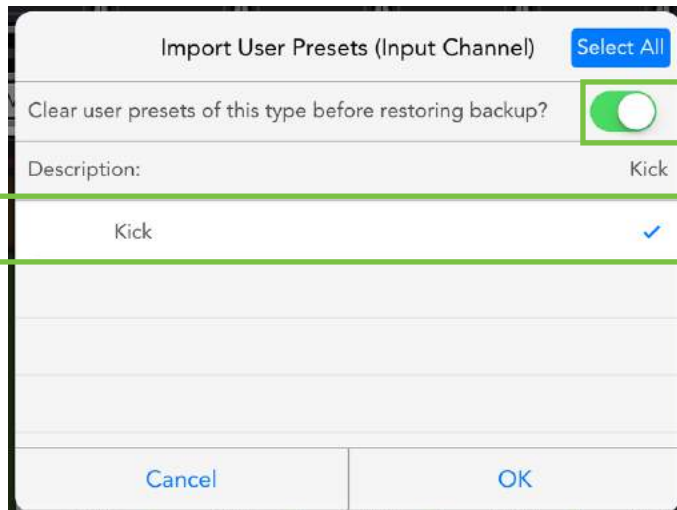 Import User Presets (Input Channel) Select All
Clear user presets of this type before restoring backup?
Description: Kick
Kick
Cancel OK